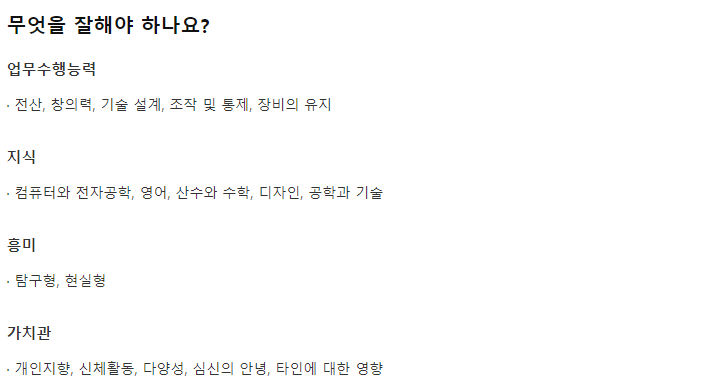 무엇을 잘해야 하나요?
업무수행능력
· 전산, 창의력, 기술 설계, 조작 및 통제, 장비의 유지
지식
· 컴퓨터와 전자공학, 영어, 산수와 수학, 디자인, 공학과 기술
흥미
· 탐구형, 현실형
가치관
· 개인지향, 신체활동, 다양성, 심신의 안녕, 타인에 대한 영향